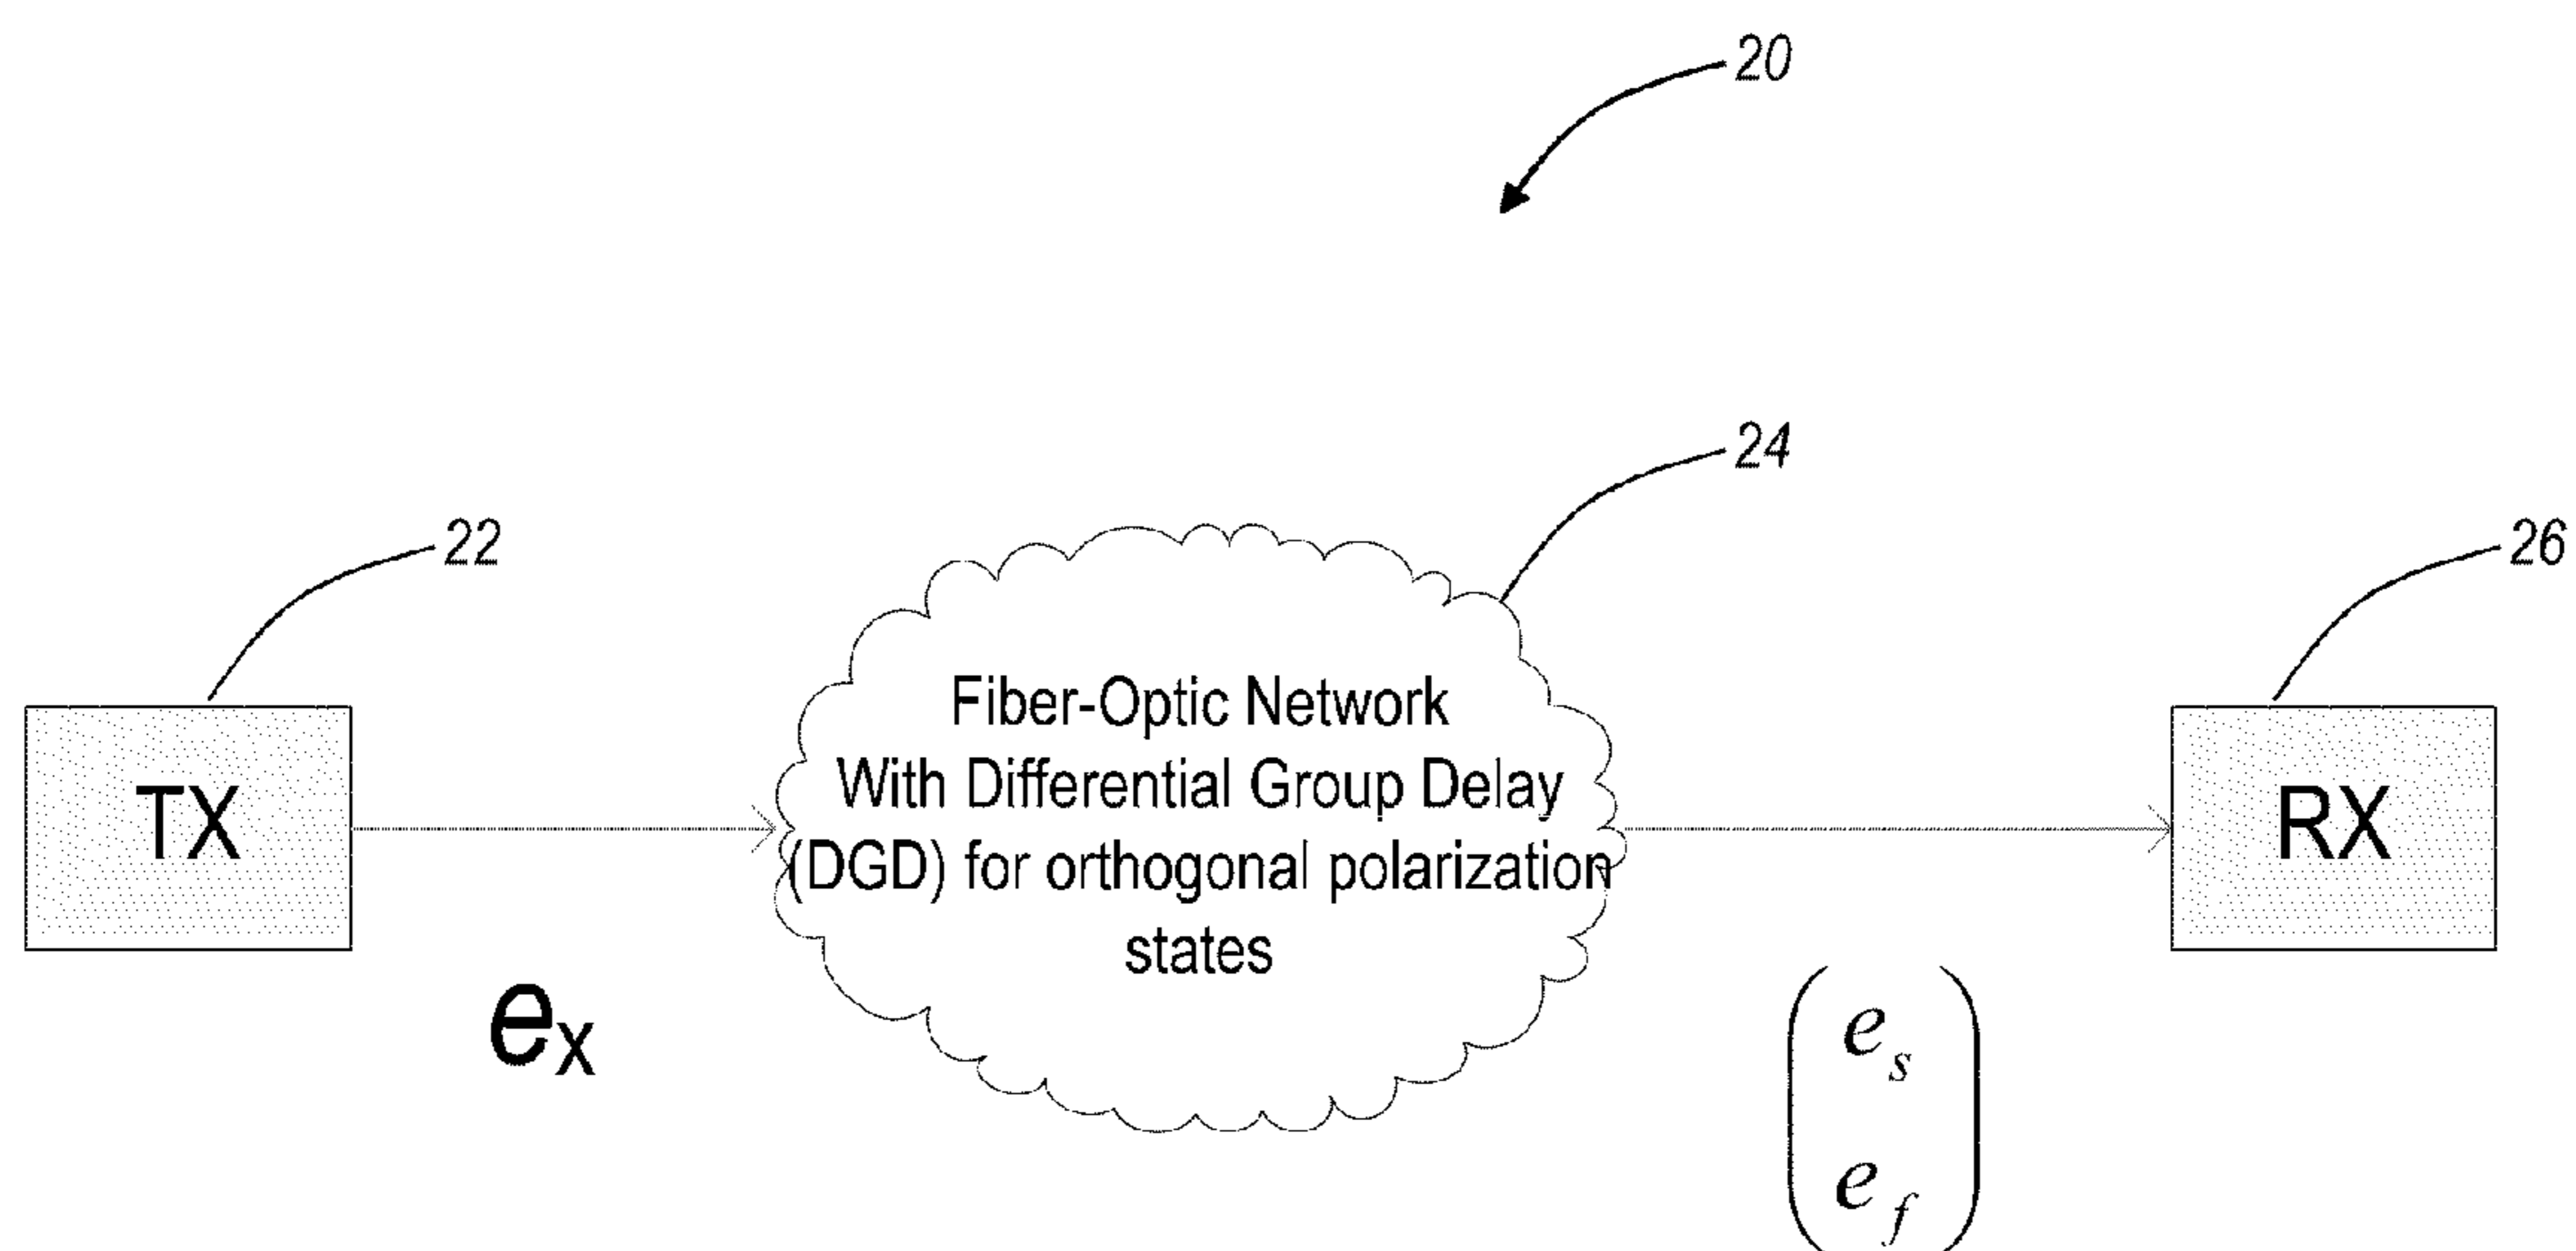 20
24
22
26
Fiber-Optic Network
With Differential Group Delay
(DGD) for orthogonal polarization
states
TX
RX
ex
es
ef